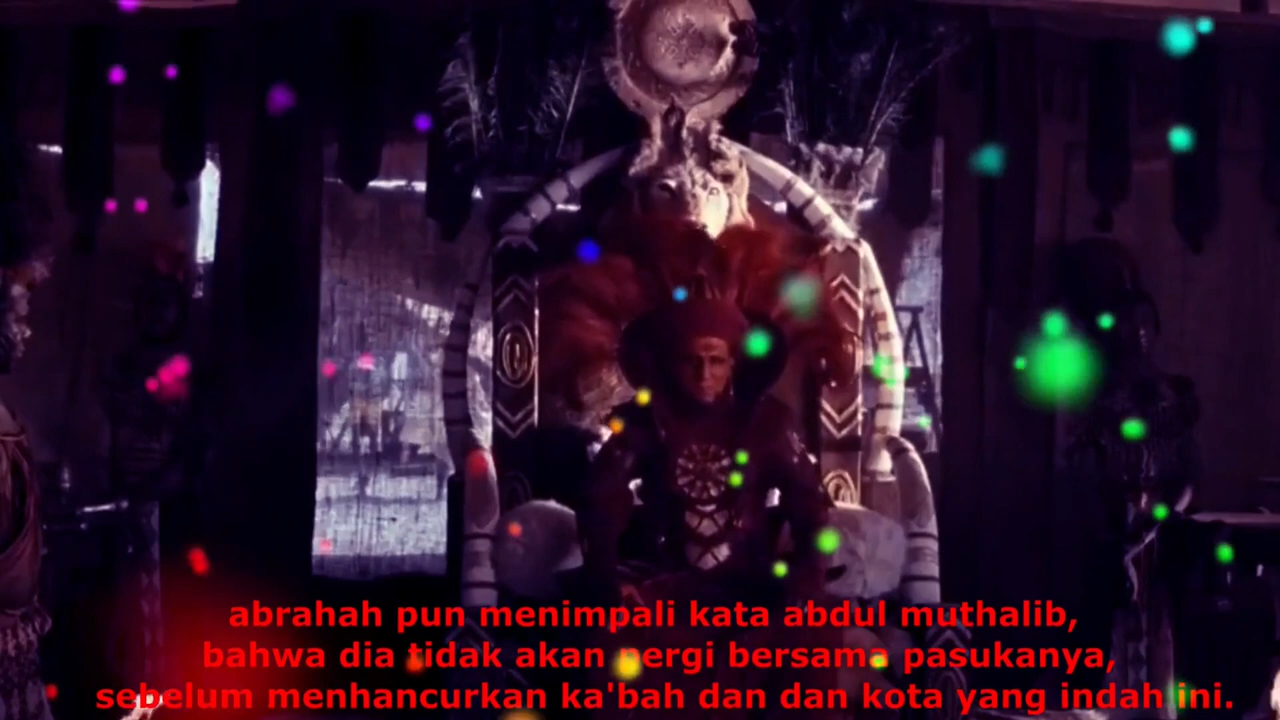 abrahah pun menimpali kata abdul muthalib,
bahwa dia tidak akan pergi bersama pasukanya,
sebelum menhancurkan ka'bah dan dan kota yang indah ini.